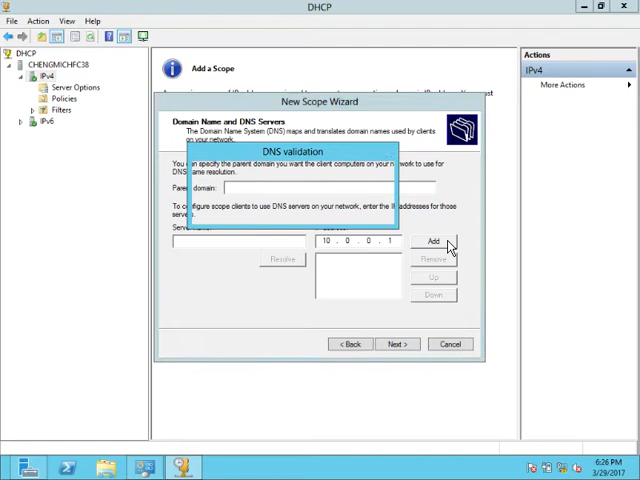 DHCP
File Action View Help
DHCP
CHENGMICHFC38
IPv4
Server Options
Policies
Filters
IPv6
Add a Scope
New Scope Wizard
Domain Name and DNS Servers
The Domain Name System (DNS) maps and translates domain names used by clients
on your network.
DNS validation
You can specify the parent domain you want the client computers on your network to use for
DNS name resolution.
Parent domain:
To configure scope clients to use DNS servers on your network, enter the IP addresses for those
servers.
10 . 0 . 0 . 1
Add
Resolve
Remove
Up
Down
< Back
Next >
Cancel
Actions
IPv4
More Actions
6:26 PM
3/29/2017